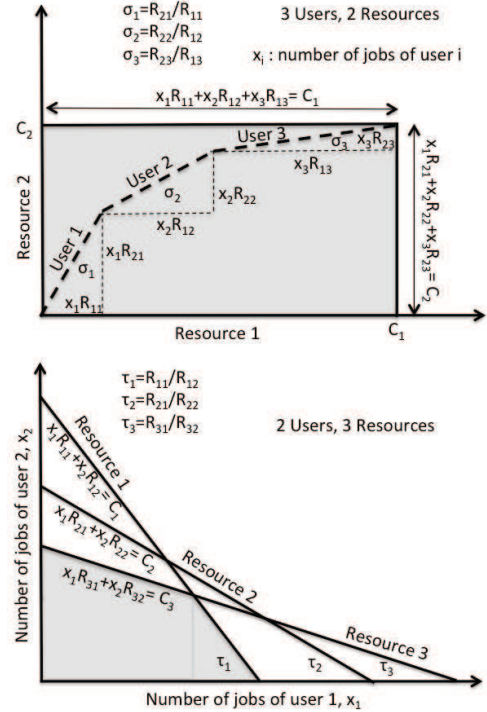 σ₁=R₂₁/R₁₁
σ₂=R₂₂/R₁₂
σ₃=R₂₃/R₁₃
3 Users, 2 Resources
xᵢ : number of jobs of user i
x₁R₁₁+x₂R₁₂+x₃R₁₃= C₁
C₂
User 3
σ₃ x₃R₂₃
User 2
x₃R₁₃
σ₂
x₂R₂₂
x₂R₁₂
User 1
σ₁
x₁R₂₁
x₁R₁₁
x₁R₂₁+x₂R₂₂+x₃R₂₃= C₂
Resource 2
Resource 1
C₁
τ₁=R₁₁/R₁₂
τ₂=R₂₁/R₂₂
τ₃=R₃₁/R₃₂
2 Users, 3 Resources
Resource 1
x₁R₁₁+x₂R₁₂= C₁
x₁R₂₁+x₂R₂₂= C₂
Resource 2
x₁R₃₁+x₂R₃₂= C₃
Resource 3
τ₁
τ₂
τ₃
Number of jobs of user 2, x₂
Number of jobs of user 1, x₁